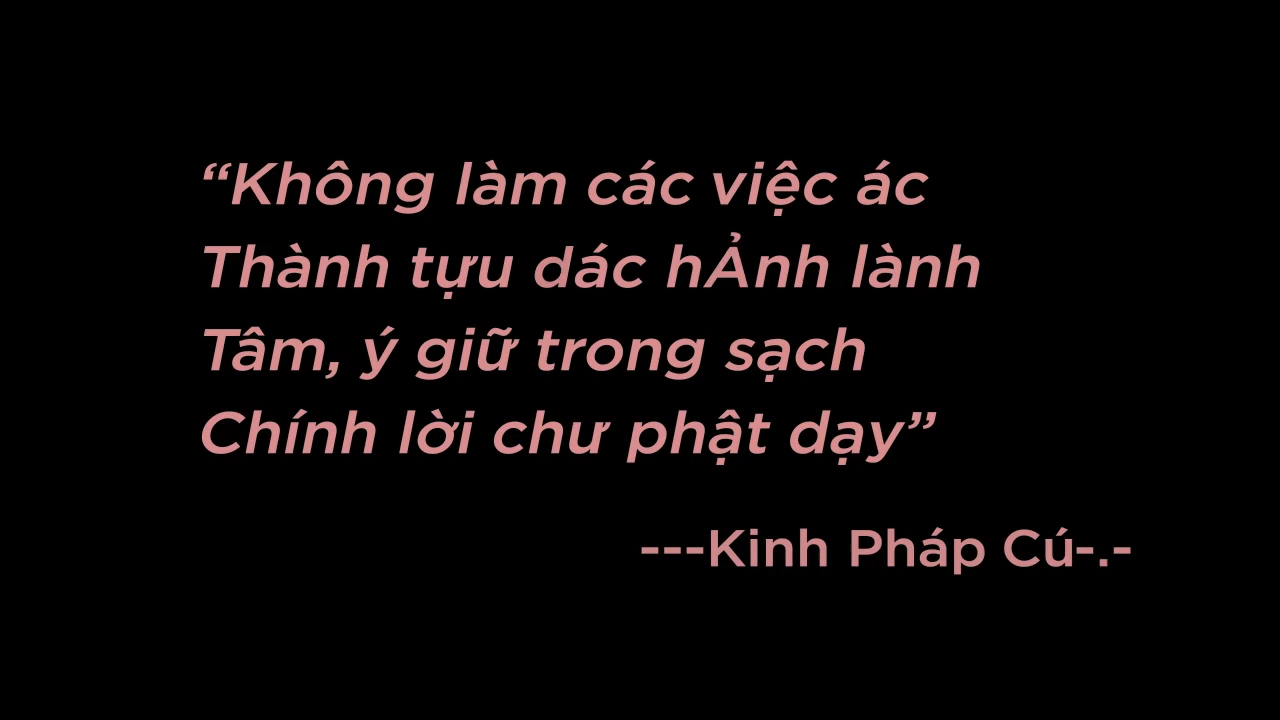 “Không làm các việc ác
Thành tựu dác hẢnh lành
Tâm, ý giữ trong sạch
Chính lời chư phật dạy”
---Kinh Pháp Cú-.-